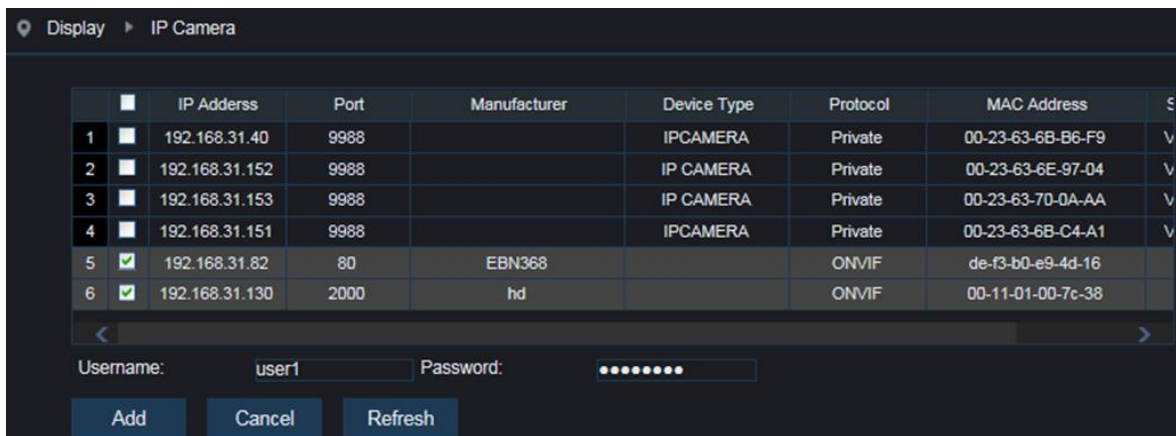 Display IP Camera
IP Adderss Port Manufacturer Device Type Protocol MAC Address
1 192.168.31.40 9988 IPCAMERA Private 00-23-63-6B-B6-F9
2 192.168.31.152 9988 IP CAMERA Private 00-23-63-6E-97-04
3 192.168.31.153 9988 IP CAMERA Private 00-23-63-70-0A-AA
4 192.168.31.151 9988 IPCAMERA Private 00-23-63-6B-C4-A1
5 192.168.31.82 80 EBN368 ONVIF de-f3-b0-e9-4d-16
6 192.168.31.130 2000 hd ONVIF 00-11-01-00-7c-38
Username: user1 Password: ●●●●●●●●
Add Cancel Refresh